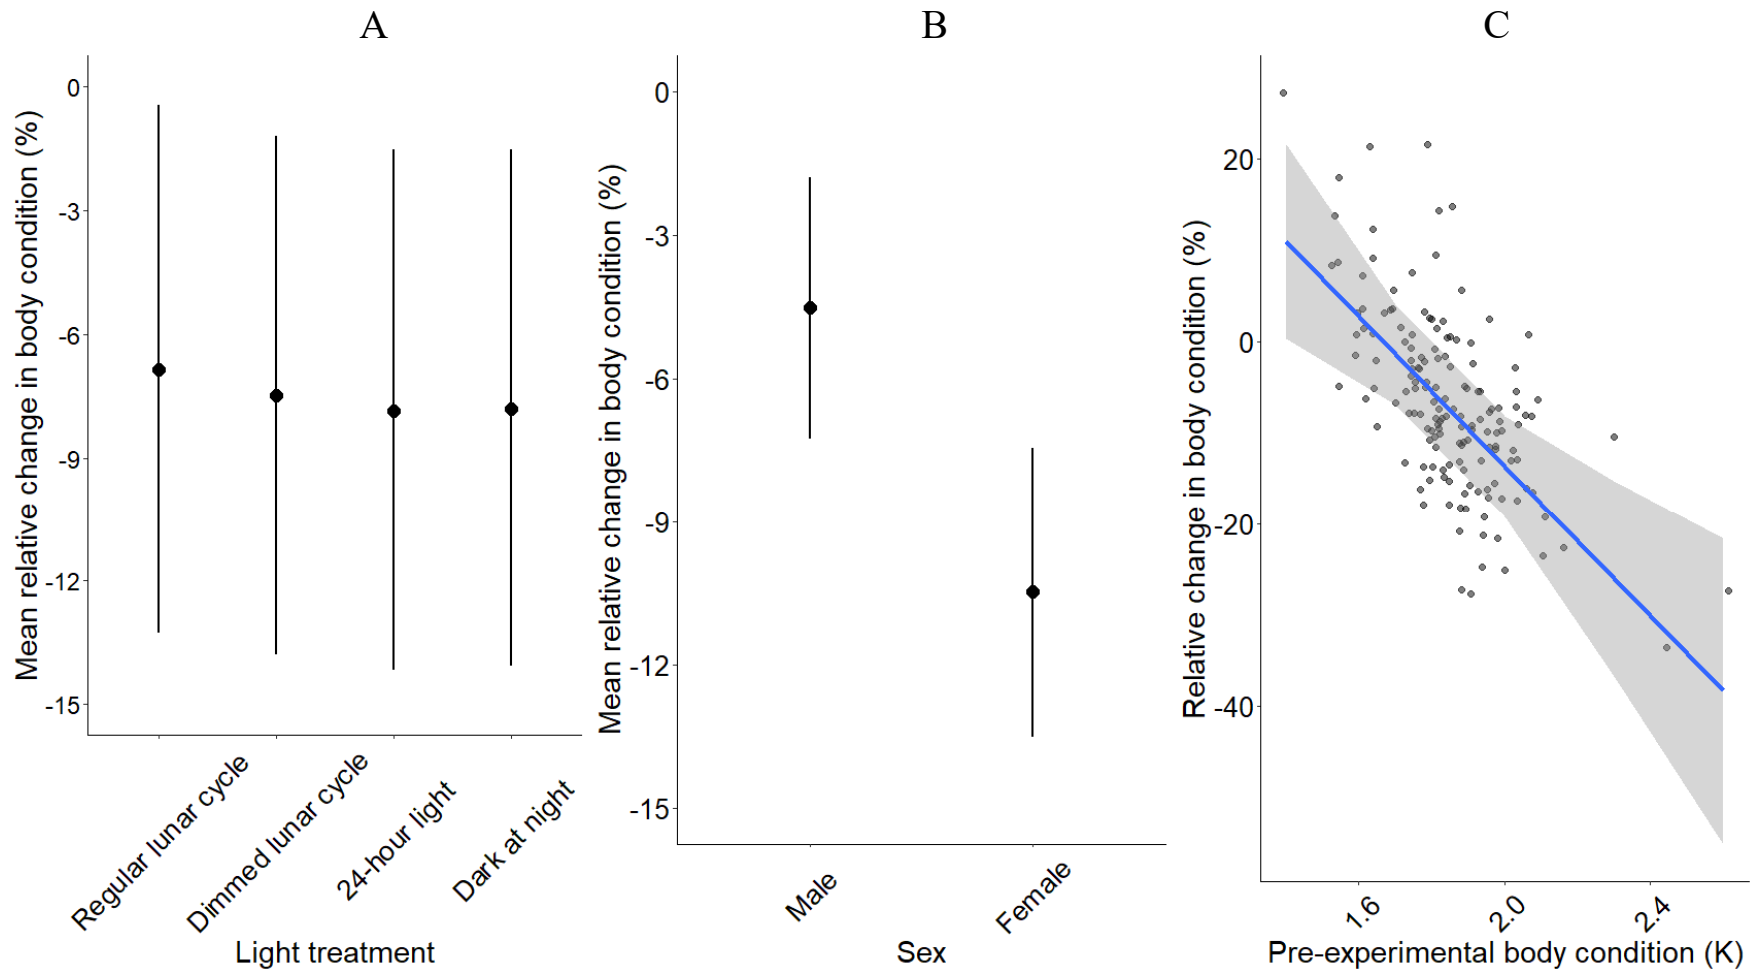 A
B
C
Mean relative change in body condition (%)
0
-3
-6
-9
-12
-15
Regular lunar cycle
Dimmed lunar cycle
24-hour light
Dark at night
Light treatment
Mean relative change in body condition (%)
0
-3
-6
-9
-12
-15
Male
Female
Sex
Relative change in body condition (%)
20
0
-20
-40
1.6
2.0
2.4
Pre-experimental body condition (K)